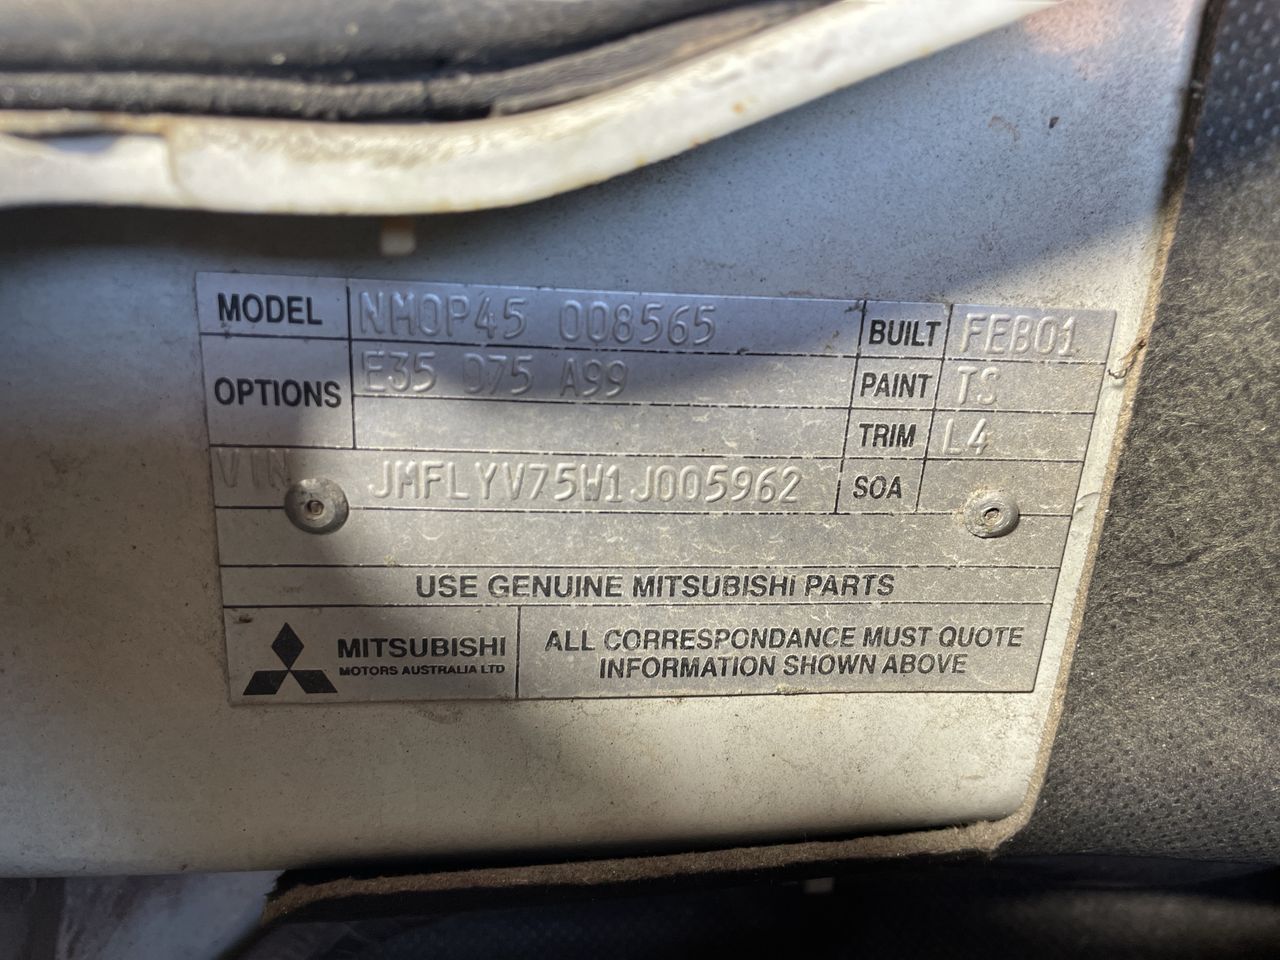 MODEL NM0P45 008565 BUILT FEB01
OPTIONS E35 D75 A99 PAINT TS
TRIM L4
VIN JMFLYV75W1J005962 SOA
USE GENUINE MITSUBISHI PARTS
MITSUBISHI
MOTORS AUSTRALIA LTD
ALL CORRESPONDANCE MUST QUOTE
INFORMATION SHOWN ABOVE